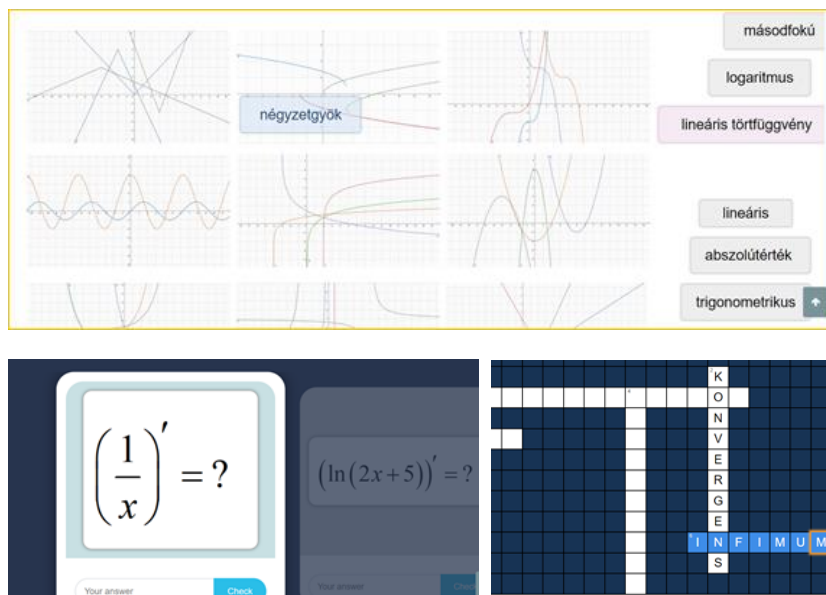 másodfokú
logaritmus
négyzetgyök
lineáris törtfüggvény
lineáris
abszolútérték
trigonometrikus
(1/x)′ = ?
(ln(2x+5))′ = ?
Your answer
Check
Your answer
Check
KONVERGENS
INFIMUM